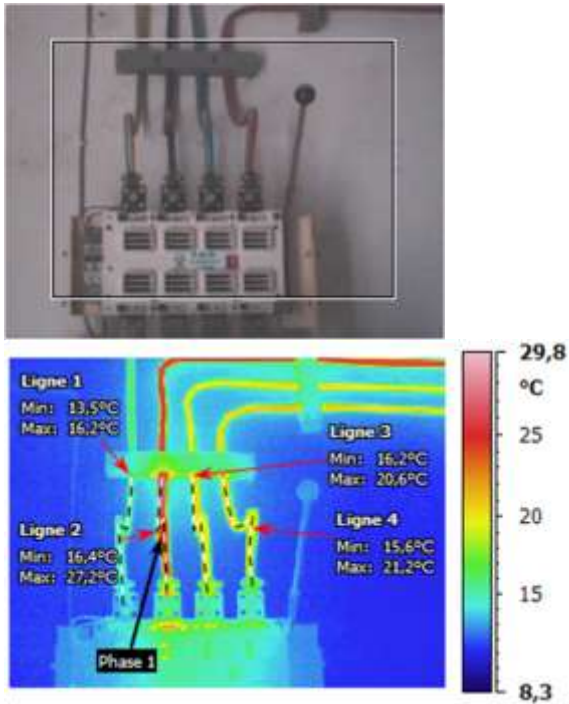 29,8
°C
25
20
15
8,3
Ligne 1
Min: 13,5°C
Max: 16,2°C
Ligne 3
Min: 16,2°C
Max: 20,6°C
Ligne 2
Min: 16,4°C
Max: 27,2°C
Ligne 4
Min: 15,6°C
Max: 21,2°C
Phase 1